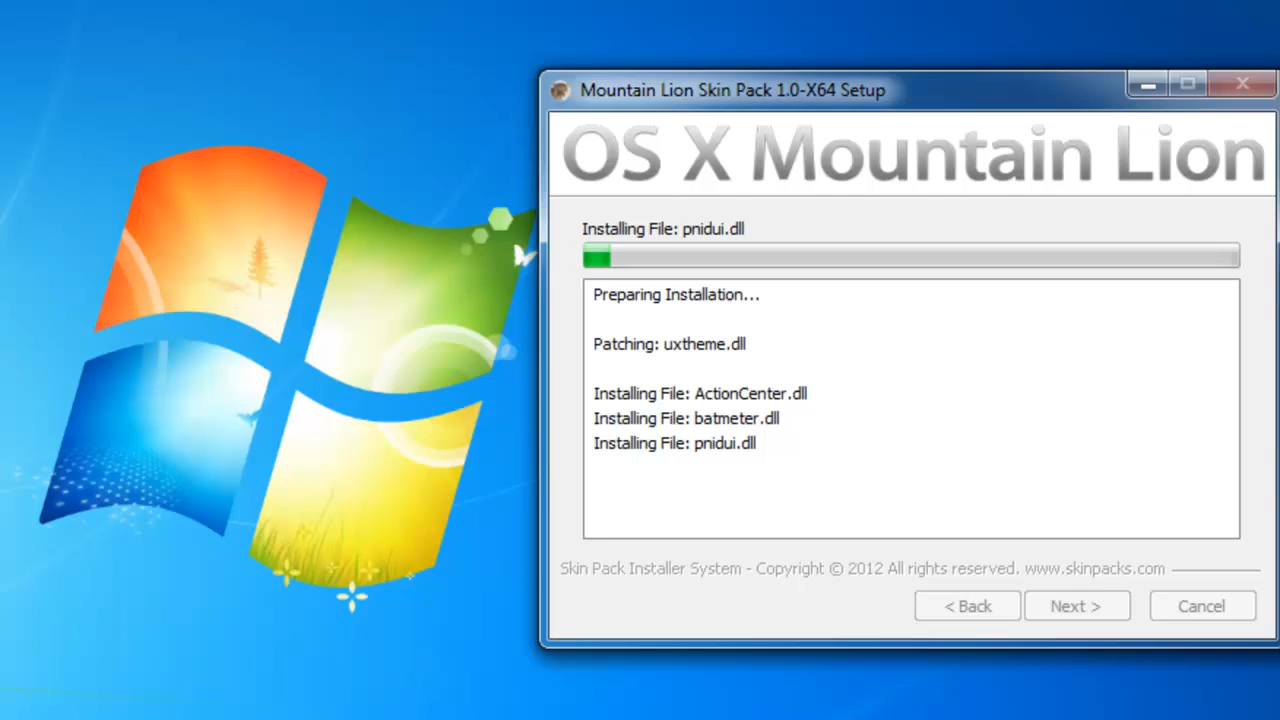 Mountain Lion Skin Pack 1.0-X64 Setup
OS X Mountain Lion
Installing File: pnidui.dll
Preparing Installation...
Patching: uxtheme.dll
Installing File: ActionCenter.dll
Installing File: batmeter.dll
Installing File: pnidui.dll
Skin Pack Installer System - Copyright © 2012 All rights reserved. www.skinpacks.com
< Back Next > Cancel